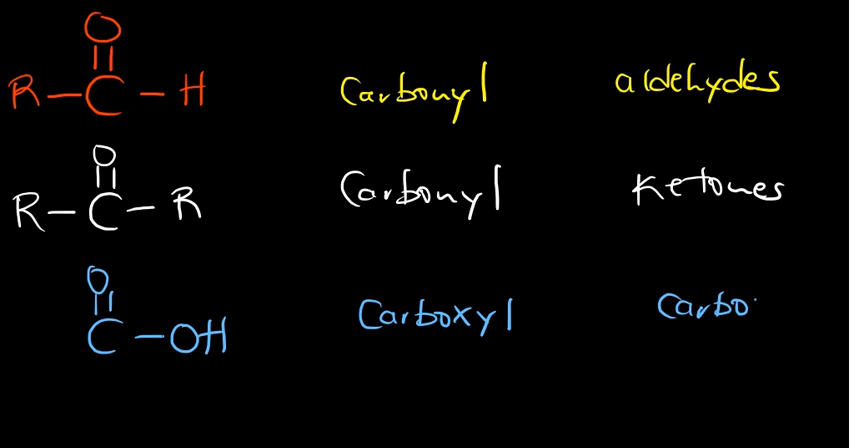 O
R-C-H Carbonyl aldehydes
O
R-C-R Carbonyl Ketones
O
C-OH Carboxyl Carbo